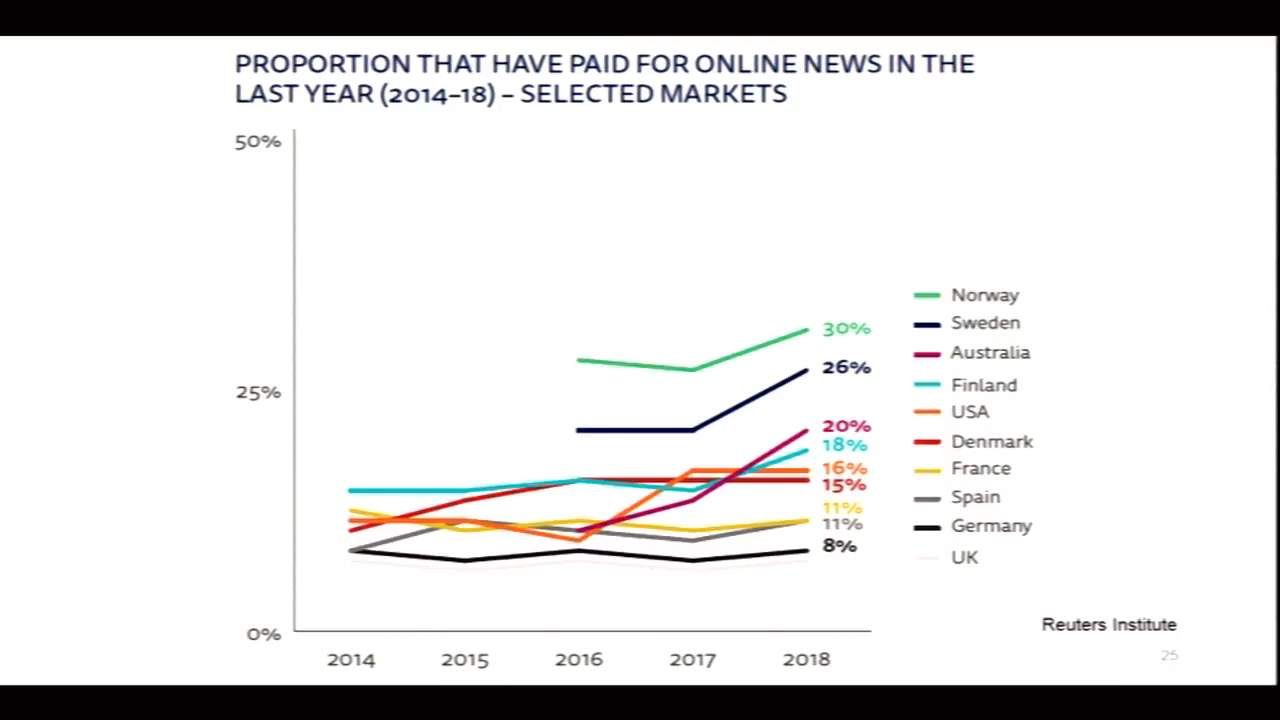 PROPORTION THAT HAVE PAID FOR ONLINE NEWS IN THE
LAST YEAR (2014–18) – SELECTED MARKETS
50%
25%
0%
2014
2015
2016
2017
2018
30%
26%
20%
18%
16%
15%
11%
11%
8%
Norway
Sweden
Australia
Finland
USA
Denmark
France
Spain
Germany
UK
Reuters Institute
25